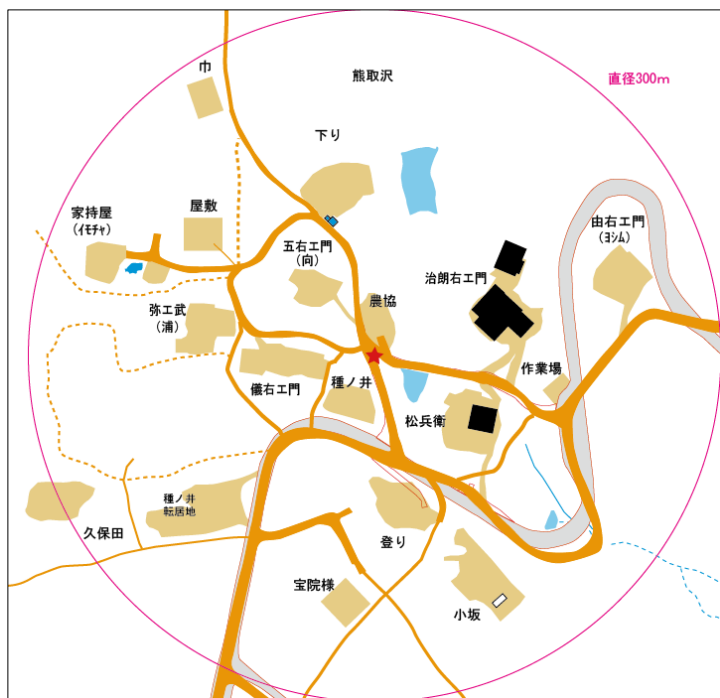 巾
熊取沢
直径300m
下り
家持屋
(ｲﾓﾁｬ)
屋敷
五右エ門
(向)
由右エ門
(ﾖｼﾑ)
治朗右エ門
農協
弥エ武
(浦)
儀右エ門
種ノ井
作業場
松兵衛
種ノ井
転居地
久保田
登り
宝院様
小坂